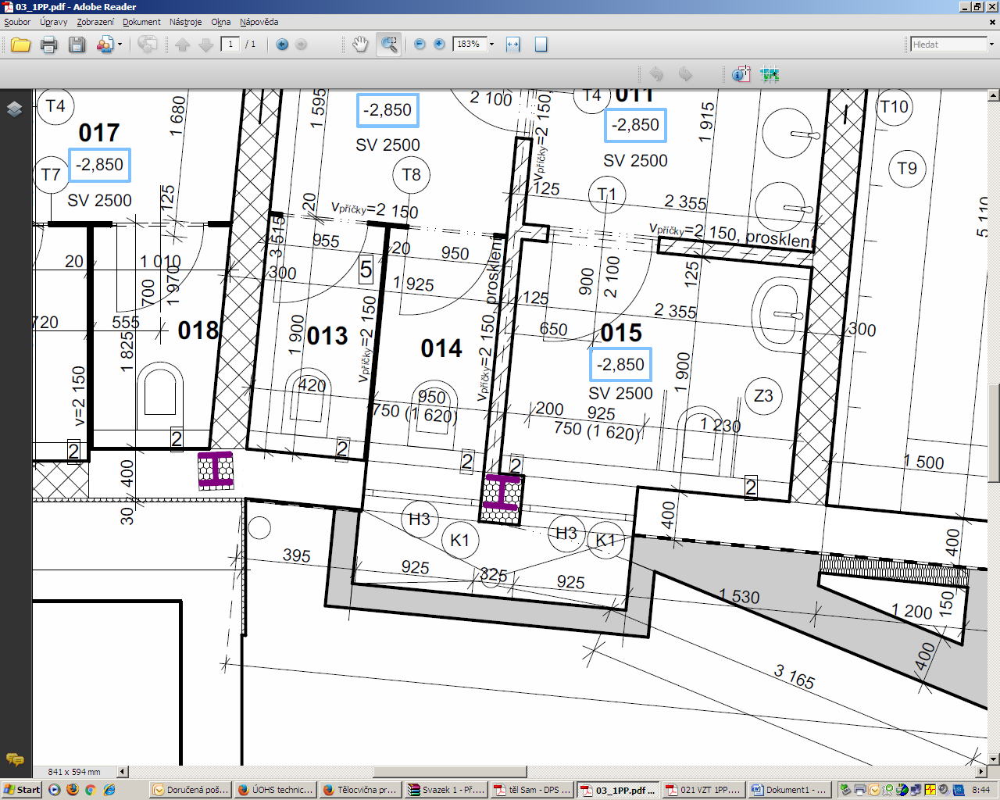 03_1PP.pdf - Adobe Reader
Soubor Úpravy Zobrazení Dokument Nástroje Okna Nápověda
1 / 1 183% Hledat
T4
017
-2,850
T7
SV 2500
1 680
125
1 595
-2,850
SV 2500
T8
2 100
vpříčky=2 150,
T4
011
-2,850
SV 2500
1 915
T10
T9
5 110
125
T1
2 355
vpříčky=2 150
20
vpříčky=2 150, prosklení
3 515
955
20
950
20
1 010
5
300
1 925
700
1 970
900
2 100
125
125
2 355
720
555
018
013
014
650
015
300
1 825
1 900
vpříčky=2 150
vpříčky=2 150, prosklení
-2,850
SV 2500
1 900
Z3
v=2 150
420
950
750 (1 620)
200
925
750 (1 620)
1 230
2
2
2
2
2
2
1 500
400
30
H3
K1
H3
K1
400
400
395
925
325
925
1 530
1 200
150
400
3 165
841 x 594 mm
Start
Doručená poš...
ÚOHS technic...
Tělocvična pr...
Svazek 1 - Př...
těl Sam - DPS ...
03_1PP.pdf ...
021 VZT 1PP....
Dokument1 - ...
8:44